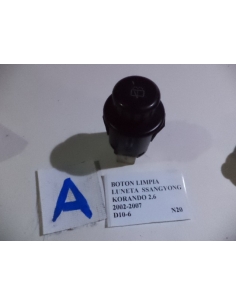 A
BOTON LIMPIA
LUNETA SSANGYONG
KORANDO 2.6
2002-2007
D10-6 N20